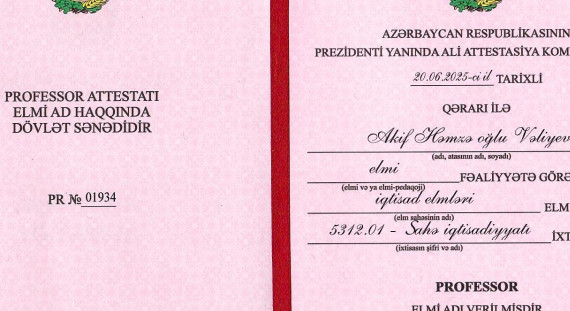 PROFESSOR ATTESTATI
ELMİ AD HAQQINDA
DÖVLƏT SƏNƏDİDİR
PR № 01934
AZƏRBAYCAN RESPUBLİKASININ
PREZİDENTİ YANINDA ALİ ATTESTASİYA KOM
20.06.2025-ci il TARİXLİ
QƏRARI İLƏ
Akif Həmzə oğlu Vəliyev
(adı, atasının adı, soyadı)
elmi FƏALİYYƏTƏ GÖRƏ
(elmi və ya elmi-pedaqoji)
iqtisad elmləri ELM
(elm sahəsinin adı)
5312.01 - Sahə iqtisadiyyatı İXT
(ixtisasın şifri və adı)
PROFESSOR
ELMİ ADI VERİLMİŞDİR